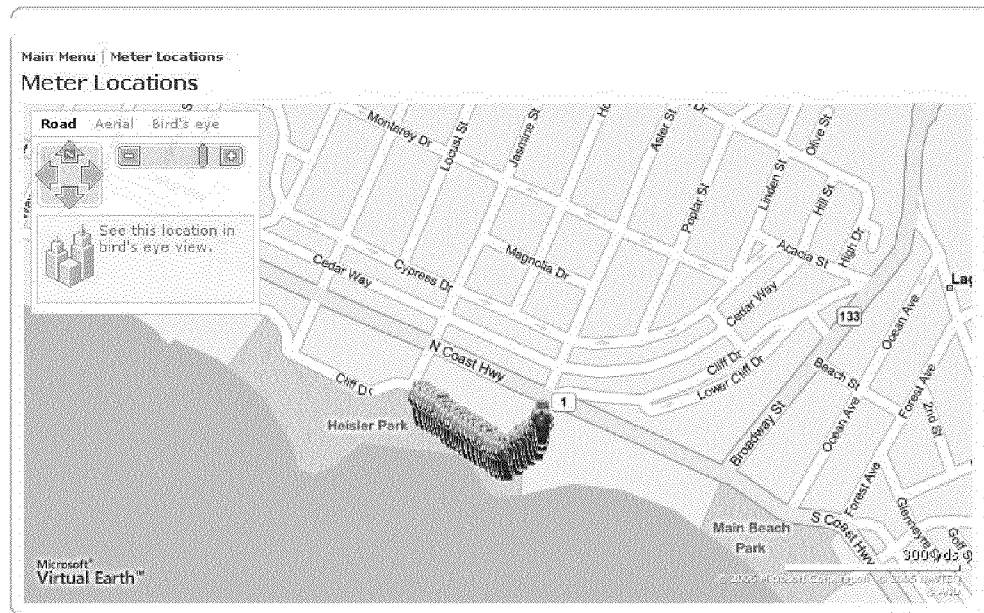 Main Menu | Meter Locations
Meter Locations
Road Aerial Bird's eye
N
See this location in
bird's eye view.
Monterey Dr
Locust St
Jasmine St
Aster St
Poplar St
Linden St
Olive St
Hill St
High Dr
Acacia St
Magnolia Dr
Cypress Dr
Cedar Way
Cedar Way
N Coast Hwy
Cliff Dr
Cliff Dr
Lower Cliff Dr
133
1
Ocean Ave
Beach St
Forest Ave
2nd St
Broadway St
Ocean Ave
Forest Ave
Glenneyre St
Heisler Park
Main Beach
Park
S Coast Hwy
300 yds
Microsoft®
Virtual Earth™